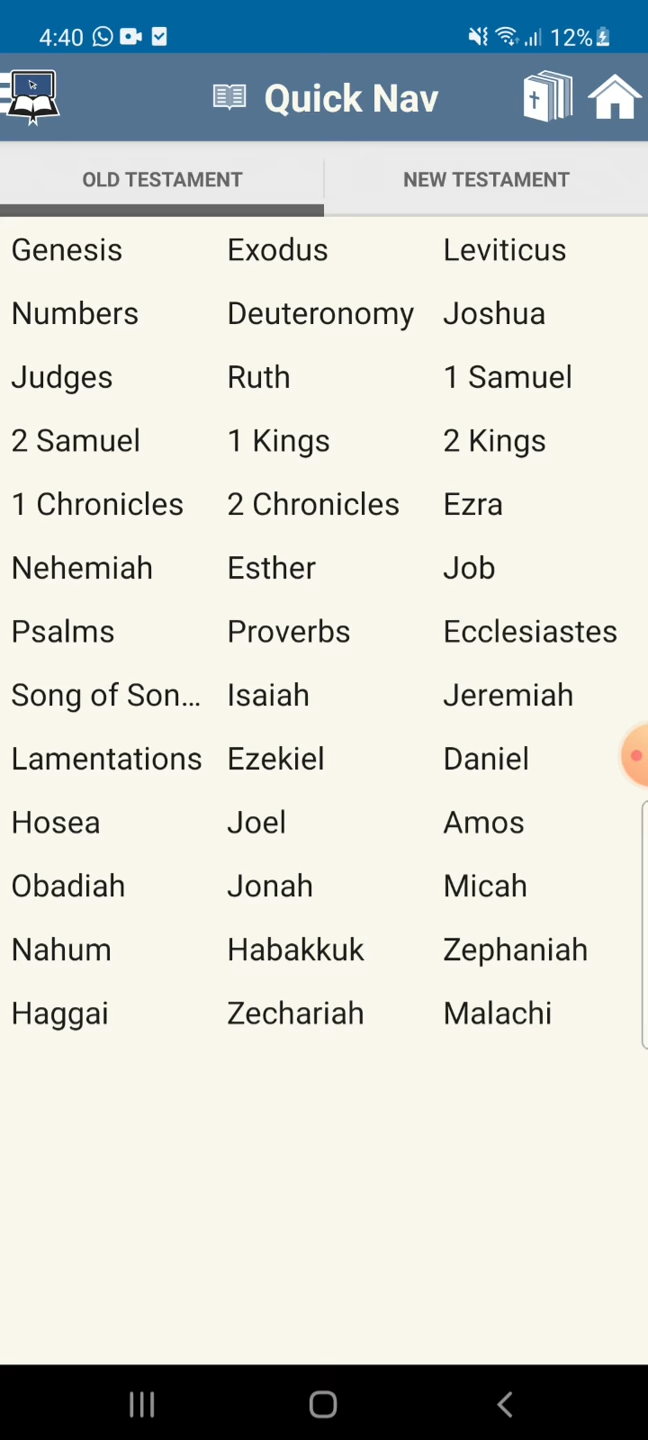 4:40 12%
Quick Nav
OLD TESTAMENT NEW TESTAMENT
Genesis Exodus Leviticus
Numbers Deuteronomy Joshua
Judges Ruth 1 Samuel
2 Samuel 1 Kings 2 Kings
1 Chronicles 2 Chronicles Ezra
Nehemiah Esther Job
Psalms Proverbs Ecclesiastes
Song of Son... Isaiah Jeremiah
Lamentations Ezekiel Daniel
Hosea Joel Amos
Obadiah Jonah Micah
Nahum Habakkuk Zephaniah
Haggai Zechariah Malachi